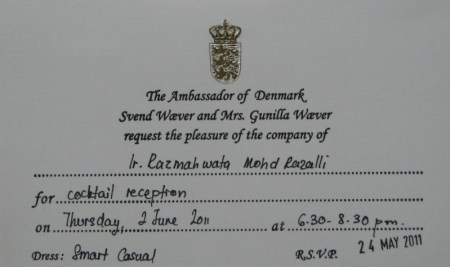 The Ambassador of Denmark
Svend Wæver and Mrs. Gunilla Wæver
request the pleasure of the company of
Ir. Razmahwata Mohd Razalli
for cocktail reception
on Thursday, 2 June 2011 at 6.30 - 8.30 pm.
Dress: Smart Casual R.S.V.P. 24 MAY 2011